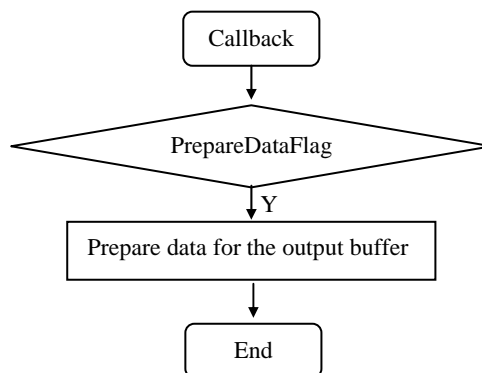 Callback
PrepareDataFlag
Y
Prepare data for the output buffer
End